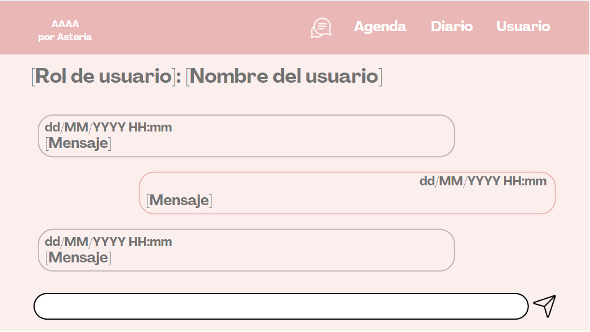 AAAA
por Asteria
Agenda Diario Usuario
[Rol de usuario]: [Nombre del usuario]
dd/MM/YYYY HH:mm
[Mensaje]
dd/MM/YYYY HH:mm
[Mensaje]
dd/MM/YYYY HH:mm
[Mensaje]